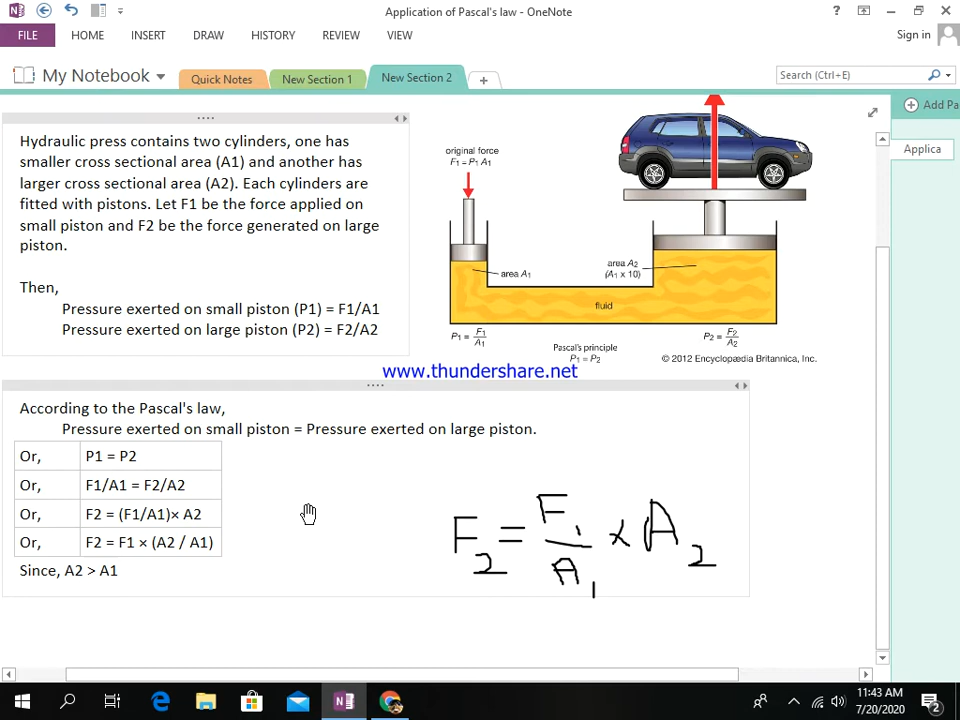 Application of Pascal's law - OneNote
FILE HOME INSERT DRAW HISTORY REVIEW VIEW Sign in
My Notebook Quick Notes New Section 1 New Section 2 Search (Ctrl+E)
Add Pa
Applica
Hydraulic press contains two cylinders, one has
smaller cross sectional area (A1) and another has
larger cross sectional area (A2). Each cylinders are
fitted with pistons. Let F1 be the force applied on
small piston and F2 be the force generated on large
piston.
Then,
Pressure exerted on small piston (P1) = F1/A1
Pressure exerted on large piston (P2) = F2/A2
original force
F₁ = P₁ A₁
area A₁
area A₂
(A₁ x 10)
fluid
P₁ = F₁/A₁
P₂ = F₂/A₂
Pascal's principle
P₁ = P₂
© 2012 Encyclopædia Britannica, Inc.
www.thundershare.net
According to the Pascal's law,
Pressure exerted on small piston = Pressure exerted on large piston.
Or, P1 = P2
Or, F1/A1 = F2/A2
Or, F2 = (F1/A1)× A2
Or, F2 = F1 × (A2 / A1)
Since, A2 > A1
F₂ = F₁/A₁ × A₂
11:43 AM
7/20/2020
2